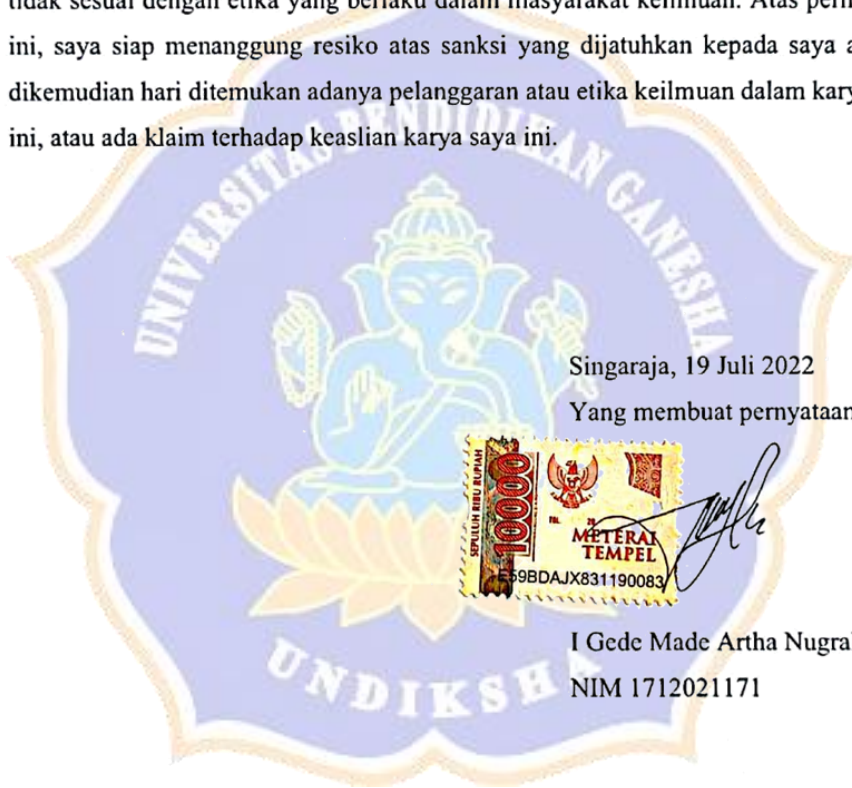 tidak sesuai dengan etika yang berlaku dalam masyarakat keilmuan. Atas
ini, saya siap menanggung resiko atas sanksi yang dijatuhkan kepada saya
dikemudian hari ditemukan adanya pelanggaran atau etika keilmuan dalam
ini, atau ada klaim terhadap keaslian karya saya ini.
UNIVERSITAS PENDIDIKAN GANESHA
Singaraja, 19 Juli 2022
Yang membuat pernyataan
SEPULUH RIBU RUPIAH
10000
METERAI
TEMPEL
E59BDAJX831190083
I Gede Made Artha
NIM 1712021171
UNDIKSHA